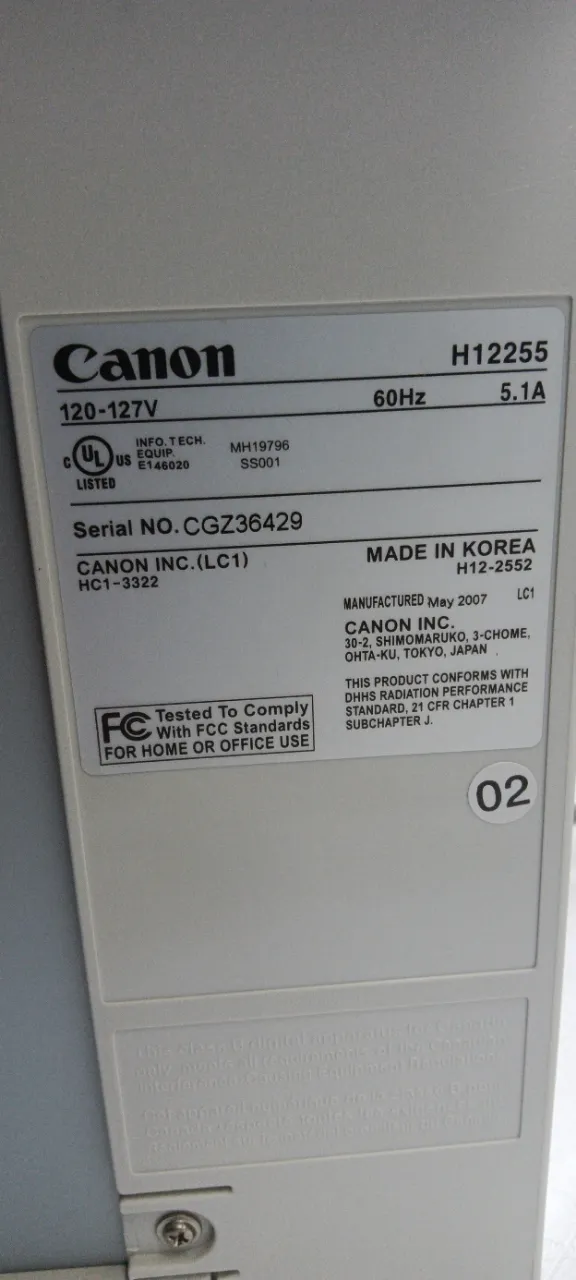 Canon H12255
120-127V 60Hz 5.1A
C UL US INFO. TECH. MH19796
EQUIP. SS001
E146020
LISTED
Serial NO. CGZ36429
CANON INC.(LC1) MADE IN KOREA
HC1-3322 H12-2552
MANUFACTURED May 2007 LC1
CANON INC.
30-2, SHIMOMARUKO, 3-CHOME,
OHTA-KU, TOKYO, JAPAN
THIS PRODUCT CONFORMS WITH
DHHS RADIATION PERFORMANCE
STANDARD, 21 CFR CHAPTER 1
SUBCHAPTER J.
FC Tested To Comply
With FCC Standards
FOR HOME OR OFFICE USE
02